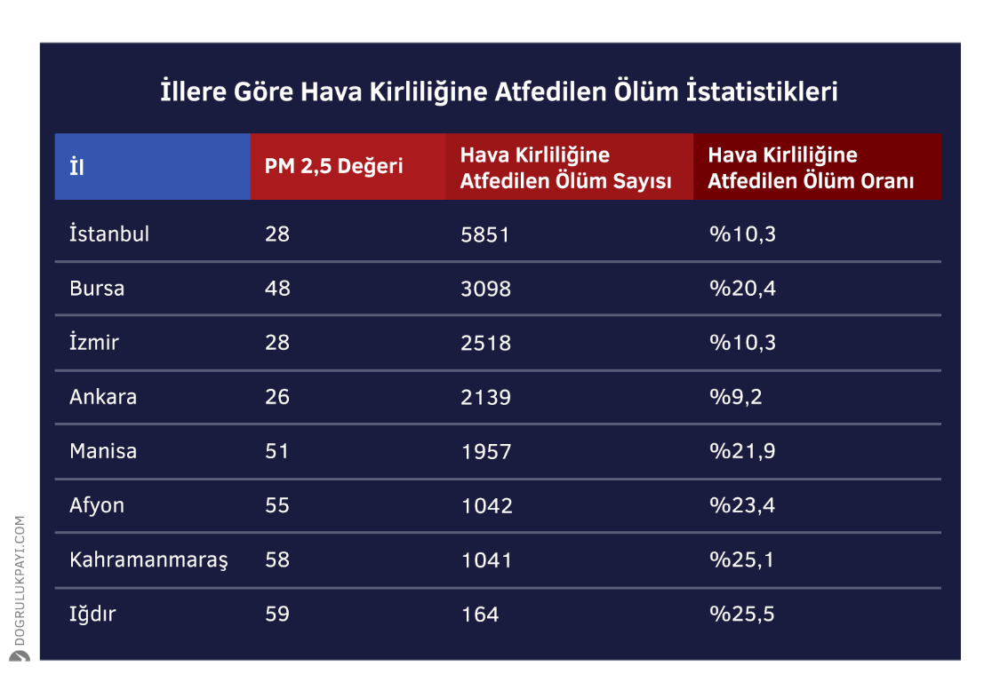 İllere Göre Hava Kirliliğine Atfedilen Ölüm İstatistikleri
İl PM 2,5 Değeri Hava Kirliliğine Atfedilen Ölüm Sayısı Hava Kirliliğine Atfedilen Ölüm Oranı
İstanbul 28 5851 %10,3
Bursa 48 3098 %20,4
İzmir 28 2518 %10,3
Ankara 26 2139 %9,2
Manisa 51 1957 %21,9
Afyon 55 1042 %23,4
Kahramanmaraş 58 1041 %25,1
Iğdır 59 164 %25,5
DOGRULUKPAYI.COM